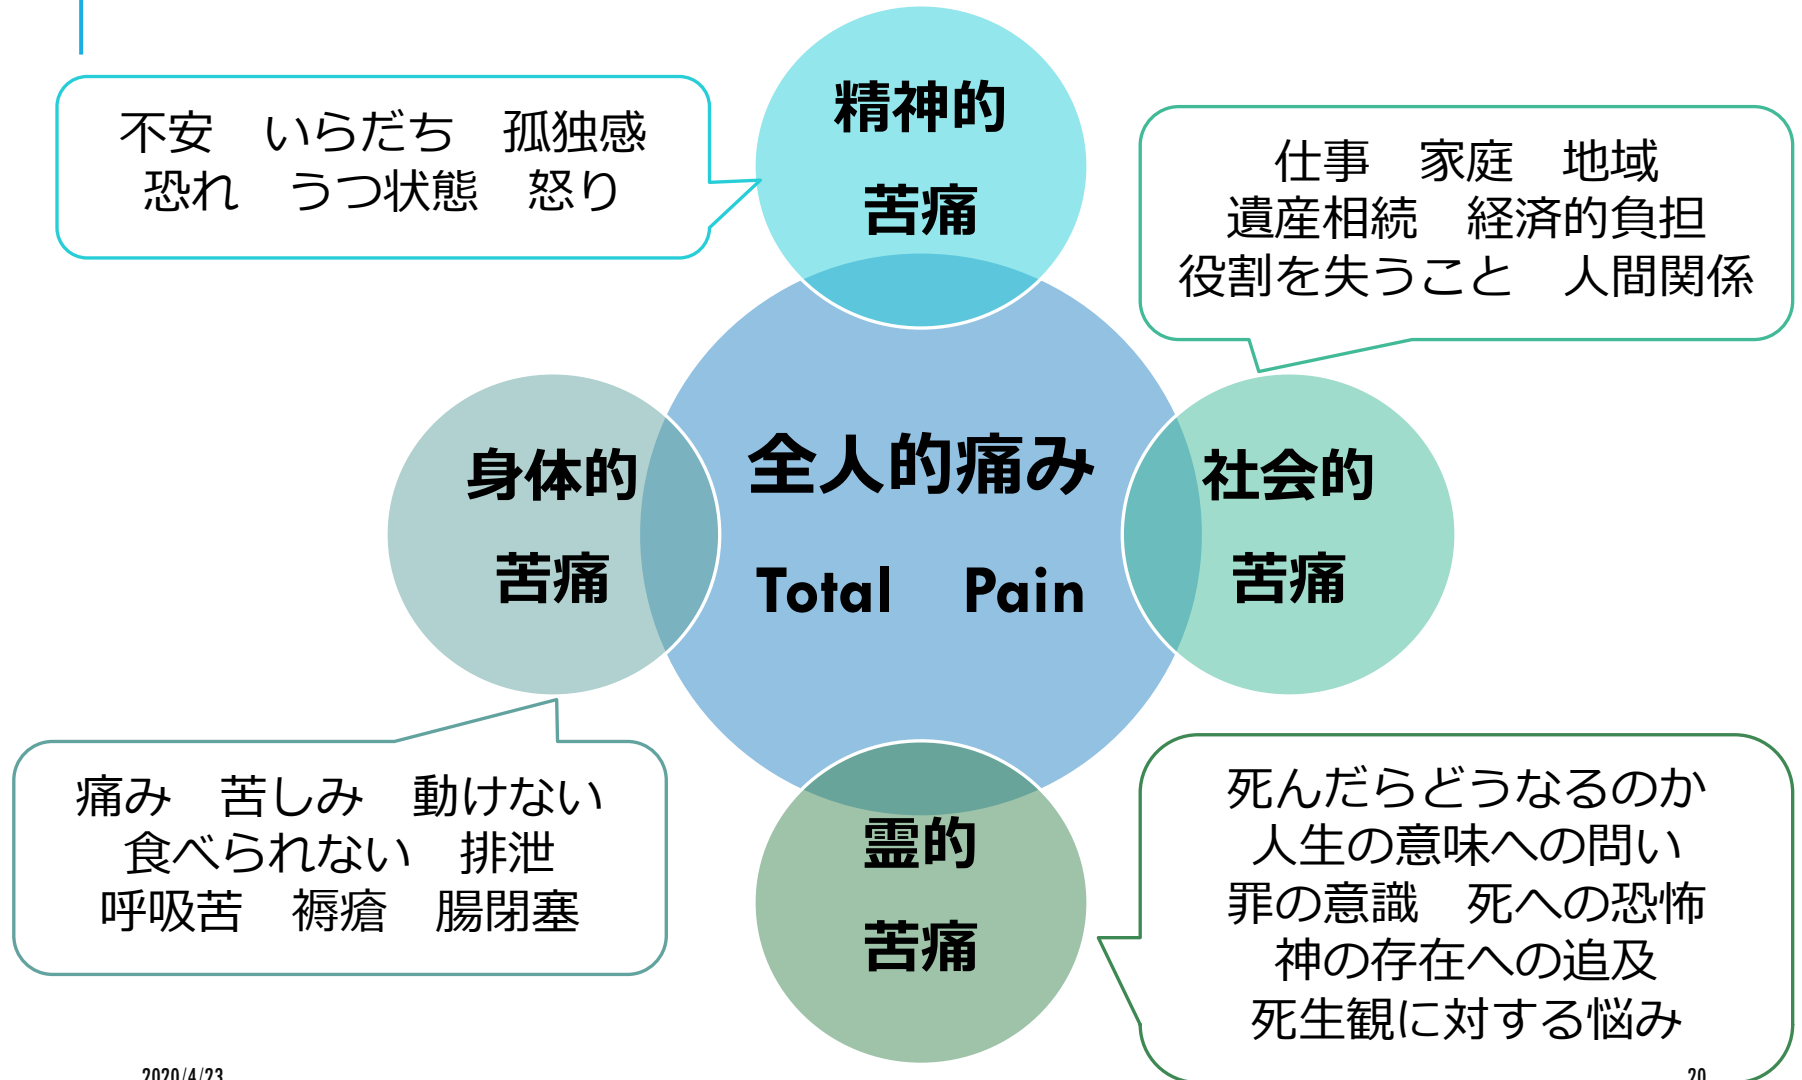 精神的
苦痛
不安　いらだち　孤独感
恐れ　うつ状態　怒り
仕事　家庭　地域
遺産相続　経済的負担
役割を失うこと　人間関係
全人的痛み
Total　Pain
身体的
苦痛
社会的
苦痛
痛み　苦しみ　動けない
食べられない　排泄
呼吸苦　褥瘡　腸閉塞
霊的
苦痛
死んだらどうなるのか
人生の意味への問い
罪の意識　死への恐怖
神の存在への追及
死生観に対する悩み
2020/4/23
20